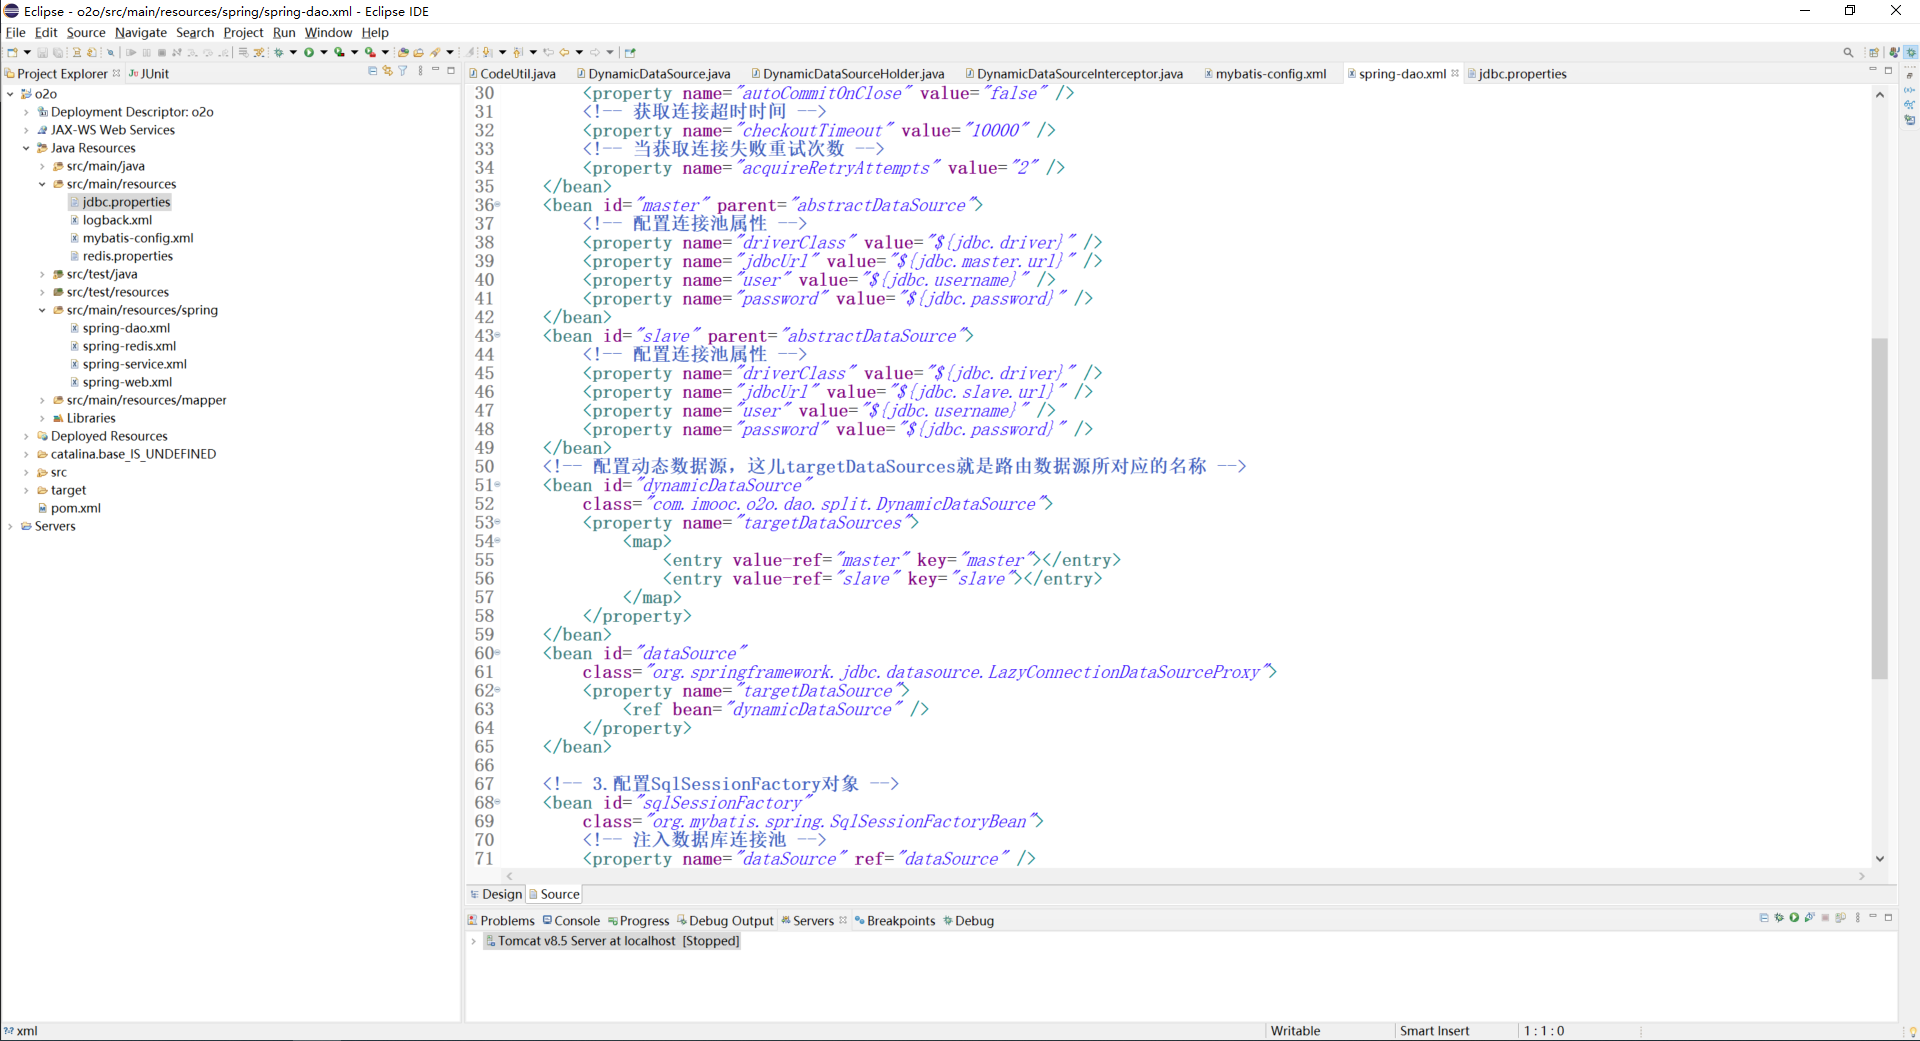 Eclipse - o2o/src/main/resources/spring/spring-dao.xml - Eclipse IDE
File Edit Source Navigate Search Project Run Window Help
Project Explorer JUnit
CodeUtil.java DynamicDataSource.java DynamicDataSourceHolder.java DynamicDataSourceInterceptor.java mybatis-config.xml spring-dao.xml jdbc.properties
o2o
Deployment Descriptor: o2o
JAX-WS Web Services
Java Resources
src/main/java
src/main/resources
jdbc.properties
logback.xml
mybatis-config.xml
redis.properties
src/test/java
src/test/resources
src/main/resources/spring
spring-dao.xml
spring-redis.xml
spring-service.xml
spring-web.xml
src/main/resources/mapper
Libraries
Deployed Resources
catalina.base_IS_UNDEFINED
src
target
pom.xml
Servers
30 <property name="autoCommitOnClose" value="false" />
31 <!-- 获取连接超时时间 -->
32 <property name="checkoutTimeout" value="10000" />
33 <!-- 当获取连接失败重试次数 -->
34 <property name="acquireRetryAttempts" value="2" />
35 </bean>
36 <bean id="master" parent="abstractDataSource">
37 <!-- 配置连接池属性 -->
38 <property name="driverClass" value="${jdbc.driver}" />
39 <property name="jdbcUrl" value="${jdbc.master.url}" />
40 <property name="user" value="${jdbc.username}" />
41 <property name="password" value="${jdbc.password}" />
42 </bean>
43 <bean id="slave" parent="abstractDataSource">
44 <!-- 配置连接池属性 -->
45 <property name="driverClass" value="${jdbc.driver}" />
46 <property name="jdbcUrl" value="${jdbc.slave.url}" />
47 <property name="user" value="${jdbc.username}" />
48 <property name="password" value="${jdbc.password}" />
49 </bean>
50 <!-- 配置动态数据源，这儿targetDataSources就是路由数据源所对应的名称 -->
51 <bean id="dynamicDataSource"
52 class="com.imooc.o2o.dao.split.DynamicDataSource">
53 <property name="targetDataSources">
54 <map>
55 <entry value-ref="master" key="master"></entry>
56 <entry value-ref="slave" key="slave"></entry>
57 </map>
58 </property>
59 </bean>
60 <bean id="dataSource"
61 class="org.springframework.jdbc.datasource.LazyConnectionDataSourceProxy">
62 <property name="targetDataSource">
63 <ref bean="dynamicDataSource" />
64 </property>
65 </bean>
66
67 <!-- 3.配置SqlSessionFactory对象 -->
68 <bean id="sqlSessionFactory"
69 class="org.mybatis.spring.SqlSessionFactoryBean">
70 <!-- 注入数据库连接池 -->
71 <property name="dataSource" ref="dataSource" />
Design Source
Problems Console Progress Debug Output Servers Breakpoints Debug
Tomcat v8.5 Server at localhost [Stopped]
xml Writable Smart Insert 1 : 1 : 0